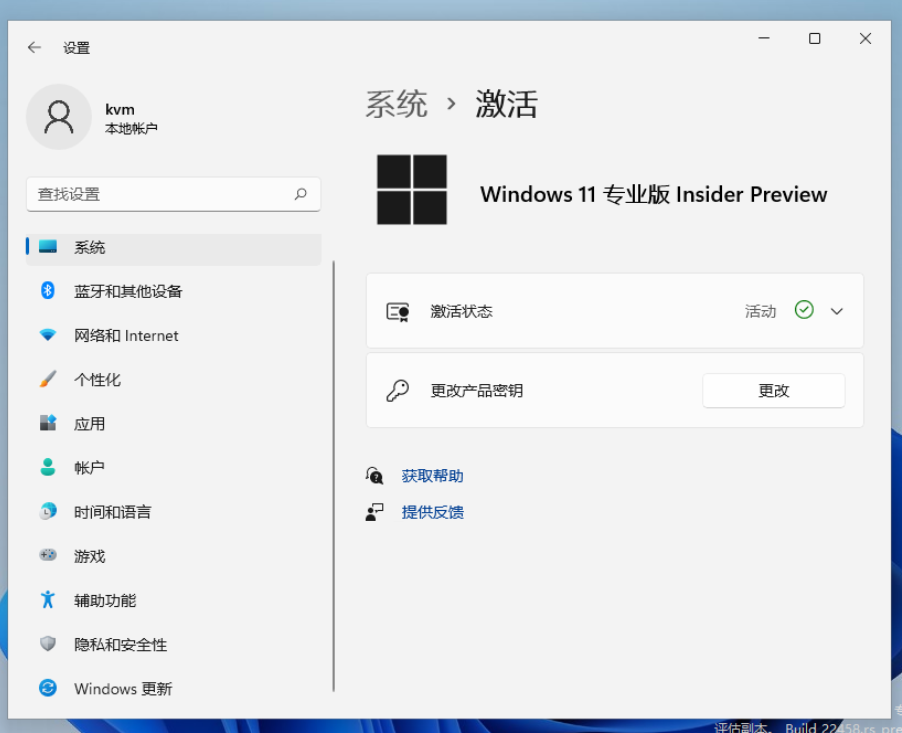 设置
kvm
本地帐户
查找设置
系统
蓝牙和其他设备
网络和 Internet
个性化
应用
帐户
时间和语言
游戏
辅助功能
隐私和安全性
Windows 更新
系统 › 激活
Windows 11 专业版 Insider Preview
激活状态 活动
更改产品密钥 更改
获取帮助
提供反馈
评估副本。 Build 22458.rs_pre